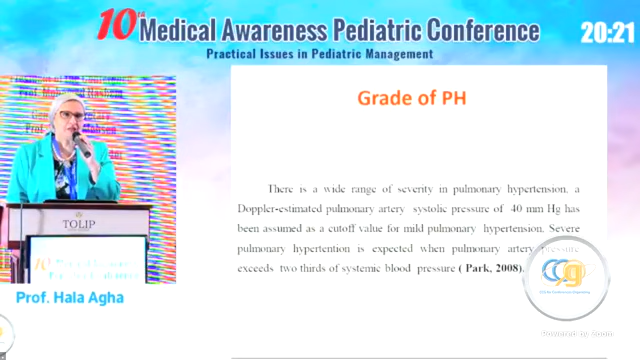 10th Medical Awareness Pediatric Conference
Practical Issues in Pediatric Management
20:21
Grade of PH
There is a wide range of severity in pulmonary hypertension, a
Doppler-estimated pulmonary artery systolic pressure of 40 mm Hg has
been assumed as a cutoff value for mild pulmonary hypertension. Severe
pulmonary hypertention is expected when pulmonary artery pressure
exceeds two thirds of systemic blood pressure ( Park, 2008).
TOLIP
Prof. Hala Agha
Powered by Zoom